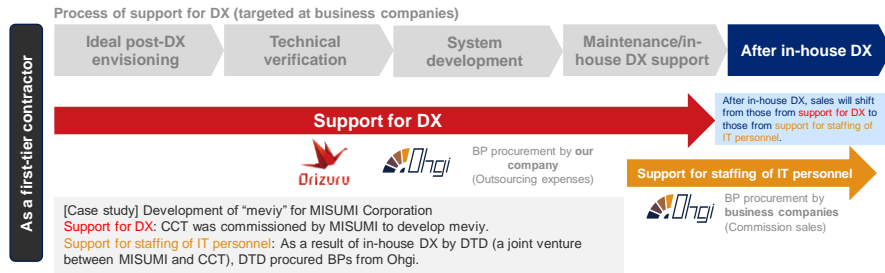 Process of support for DX (targeted at business companies)
As a first-tier contractor
Ideal post-DX
envisioning
Technical
verification
System
development
Maintenance/in-
house DX support
After in-house DX
Support for DX
After in-house DX, sales will shift
from those from support for DX to
those from support for staffing of
IT personnel.
Orizuru
Ohgi
BP procurement by our
company
(Outsourcing expenses)
Support for staffing of IT personnel
Ohgi
BP procurement by
business companies
(Commission sales)
[Case study] Development of “meviy” for MISUMI Corporation
Support for DX: CCT was commissioned by MISUMI to develop meviy.
Support for staffing of IT personnel: As a result of in-house DX by DTD (a joint venture
between MISUMI and CCT), DTD procured BPs from Ohgi.